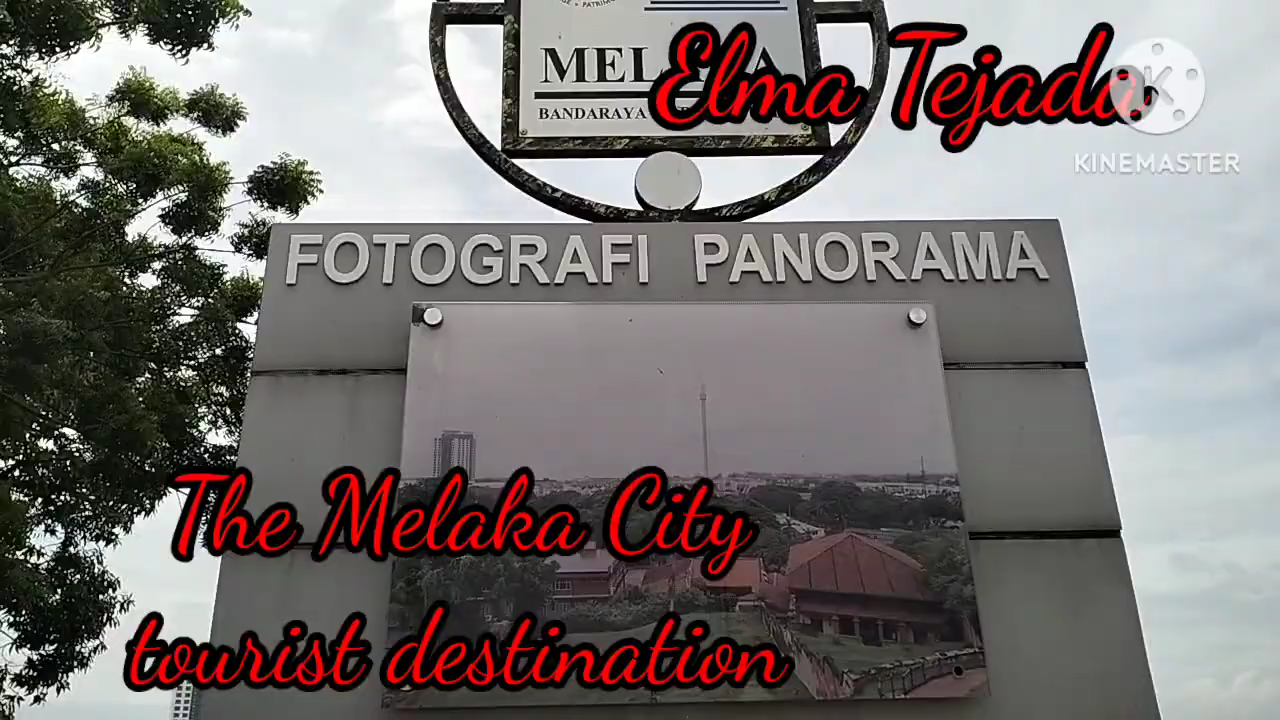 Elma Tejada
KINEMASTER
BANDARAYA
FOTOGRAFI PANORAMA
The Melaka City
tourist destination